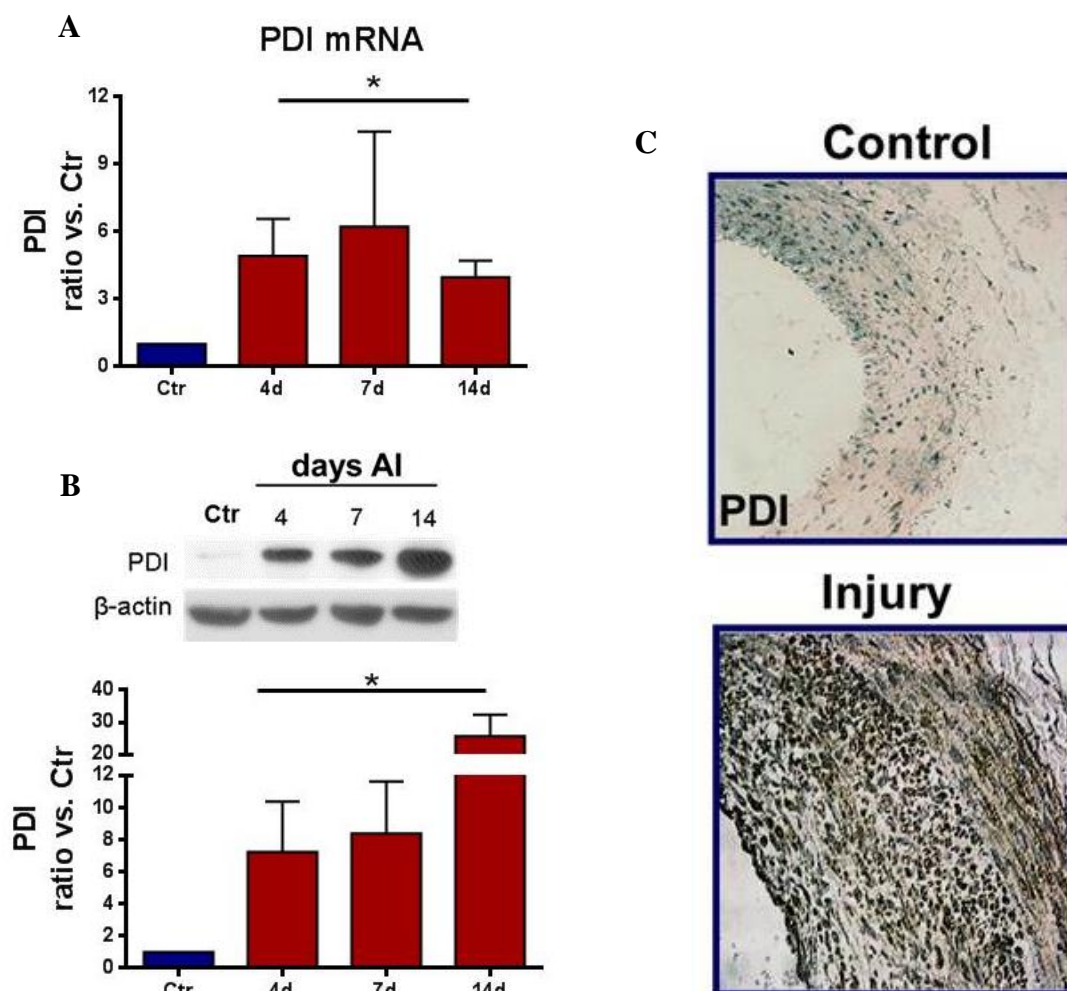 A
PDI mRNA
*
12
9
6
3
0
PDI
ratio vs. Ctr
Ctr 4d 7d 14d
B
days AI
Ctr 4 7 14
PDI
β-actin
*
40
30
20
12
10
8
6
4
2
0
PDI
ratio vs. Ctr
Ctr 4d 7d 14d
C
Control
PDI
Injury